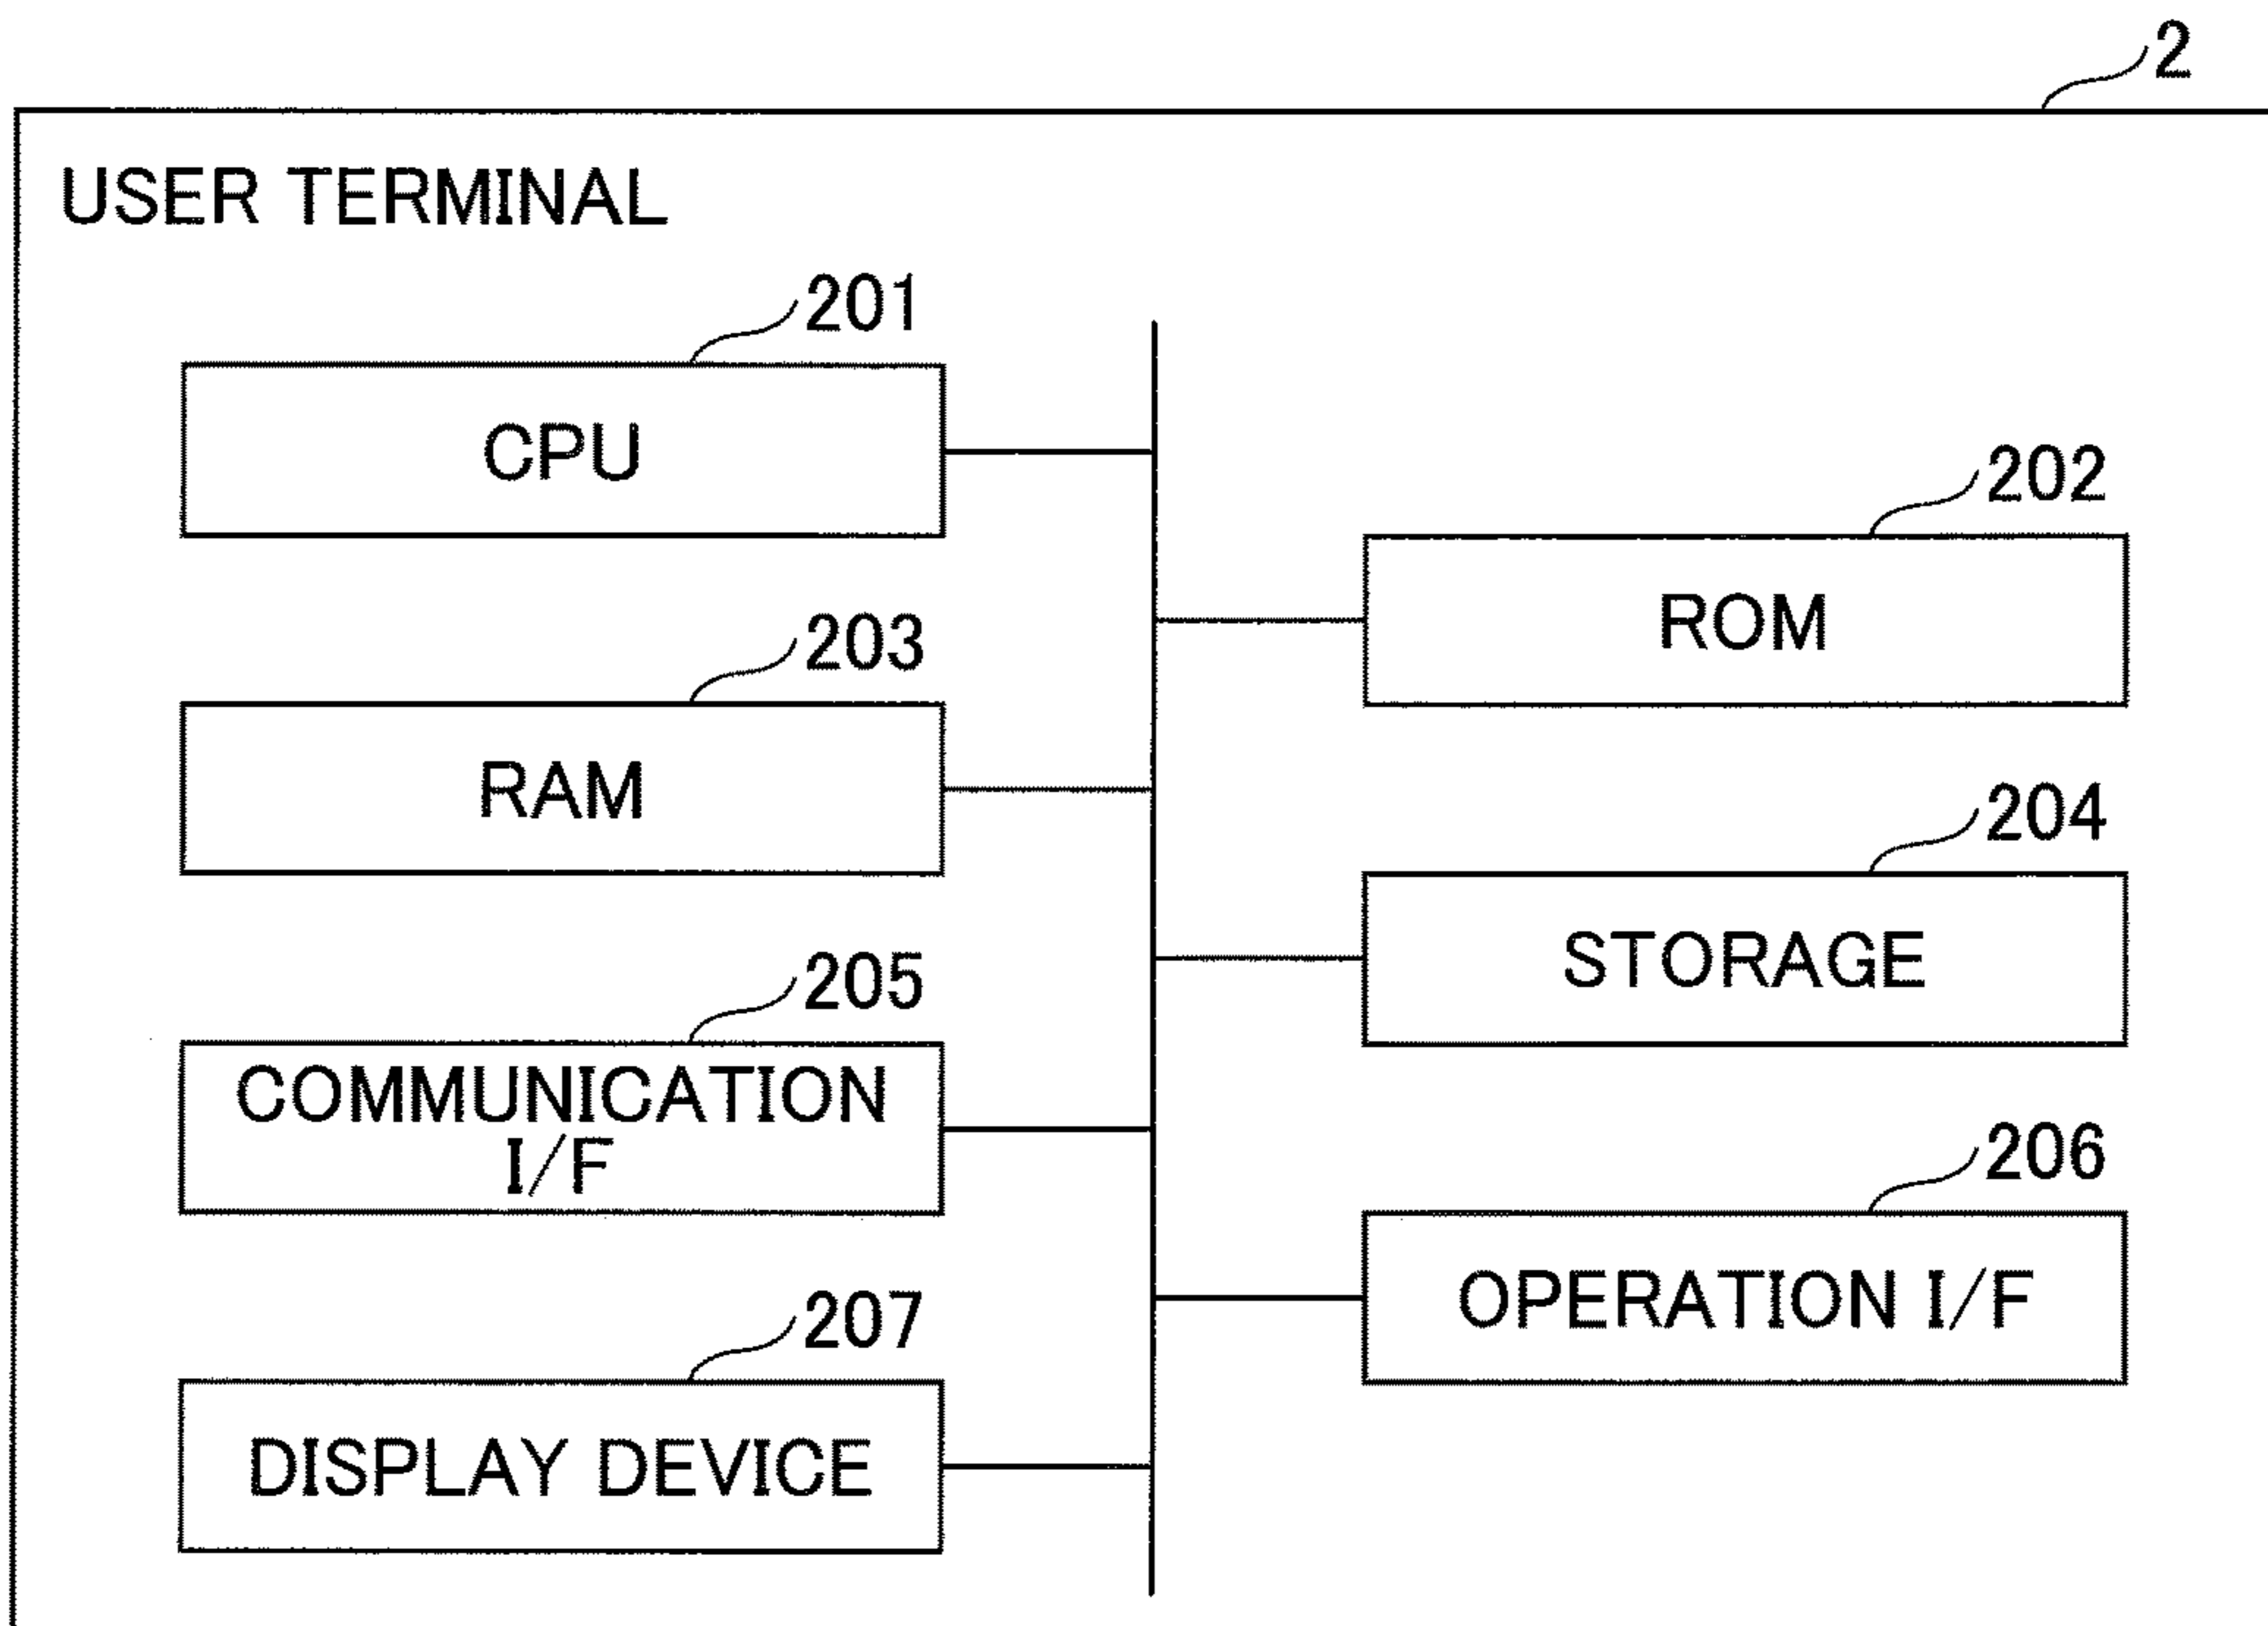 2
USER TERMINAL
201
CPU
202
ROM
203
RAM
204
STORAGE
205
COMMUNICATION
I/F
206
OPERATION I/F
207
DISPLAY DEVICE